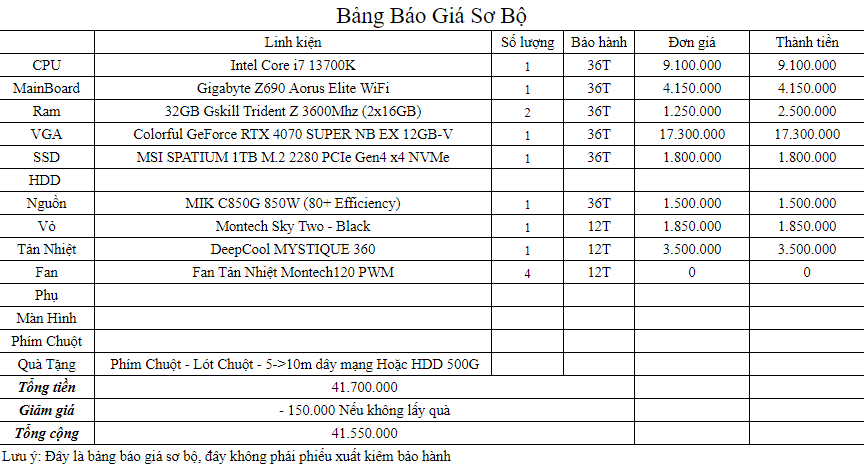 Bảng Báo Giá Sơ Bộ
Linh kiện Số lượng Bảo hành Đơn giá Thành tiền
CPU Intel Core i7 13700K 1 36T 9.100.000 9.100.000
MainBoard Gigabyte Z690 Aorus Elite WiFi 1 36T 4.150.000 4.150.000
Ram 32GB Gskill Trident Z 3600Mhz (2x16GB) 2 36T 1.250.000 2.500.000
VGA Colorful GeForce RTX 4070 SUPER NB EX 12GB-V 1 36T 17.300.000 17.300.000
SSD MSI SPATIUM 1TB M.2 2280 PCIe Gen4 x4 NVMe 1 36T 1.800.000 1.800.000
HDD
Nguồn MIK C850G 850W (80+ Efficiency) 1 36T 1.500.000 1.500.000
Vỏ Montech Sky Two - Black 1 12T 1.850.000 1.850.000
Tản Nhiệt DeepCool MYSTIQUE 360 1 12T 3.500.000 3.500.000
Fan Fan Tản Nhiệt Montech120 PWM 4 12T 0 0
Phụ
Màn Hình
Phím Chuột
Quà Tặng Phím Chuột - Lót Chuột - 5->10m dây mạng Hoặc HDD 500G
Tổng tiền 41.700.000
Giảm giá - 150.000 Nếu không lấy quà
Tổng cộng 41.550.000
Lưu ý: Đây là bảng báo giá sơ bộ, đây không phải phiếu xuất kiêm bảo hành